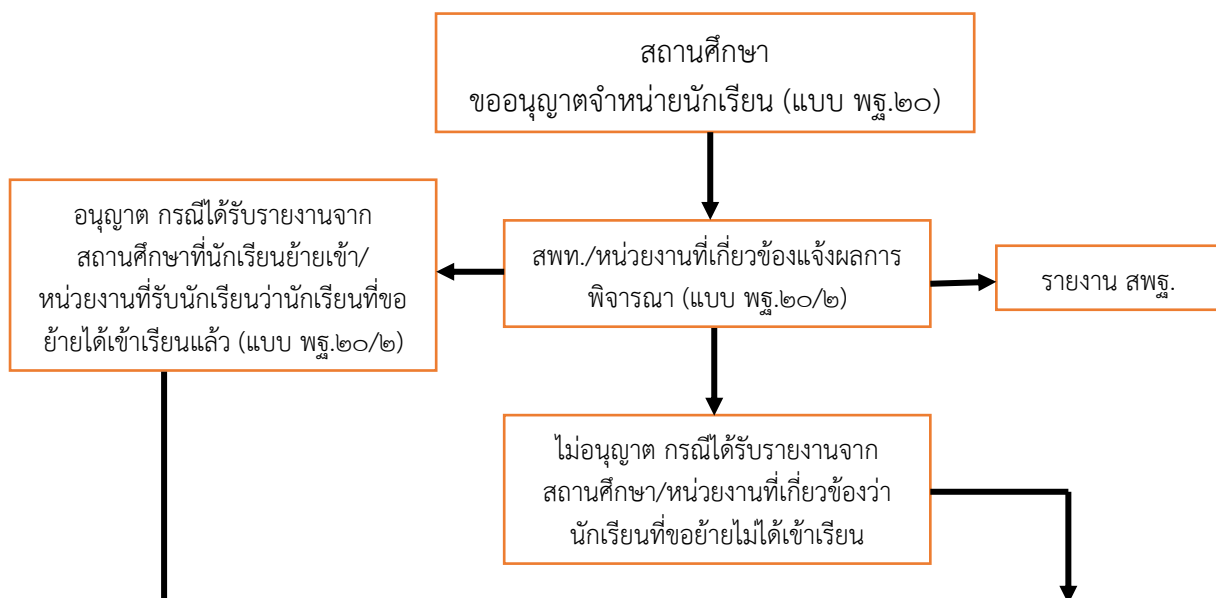 สถานศึกษา
ขออนุญาตจำหน่ายนักเรียน (แบบ พฐ.๒๐)
อนุญาต กรณีได้รับรายงานจาก
สถานศึกษาที่นักเรียนย้ายเข้า/
หน่วยงานที่รับนักเรียนว่านักเรียนที่ขอ
ย้ายได้เข้าเรียนแล้ว (แบบ พฐ.๒๐/๒)
สพท./หน่วยงานที่เกี่ยวข้องแจ้งผลการ
พิจารณา (แบบ พฐ.๒๐/๒)
รายงาน สพฐ.
ไม่อนุญาต กรณีได้รับรายงานจาก
สถานศึกษา/หน่วยงานที่เกี่ยวข้องว่า
นักเรียนที่ขอย้ายไม่ได้เข้าเรียน